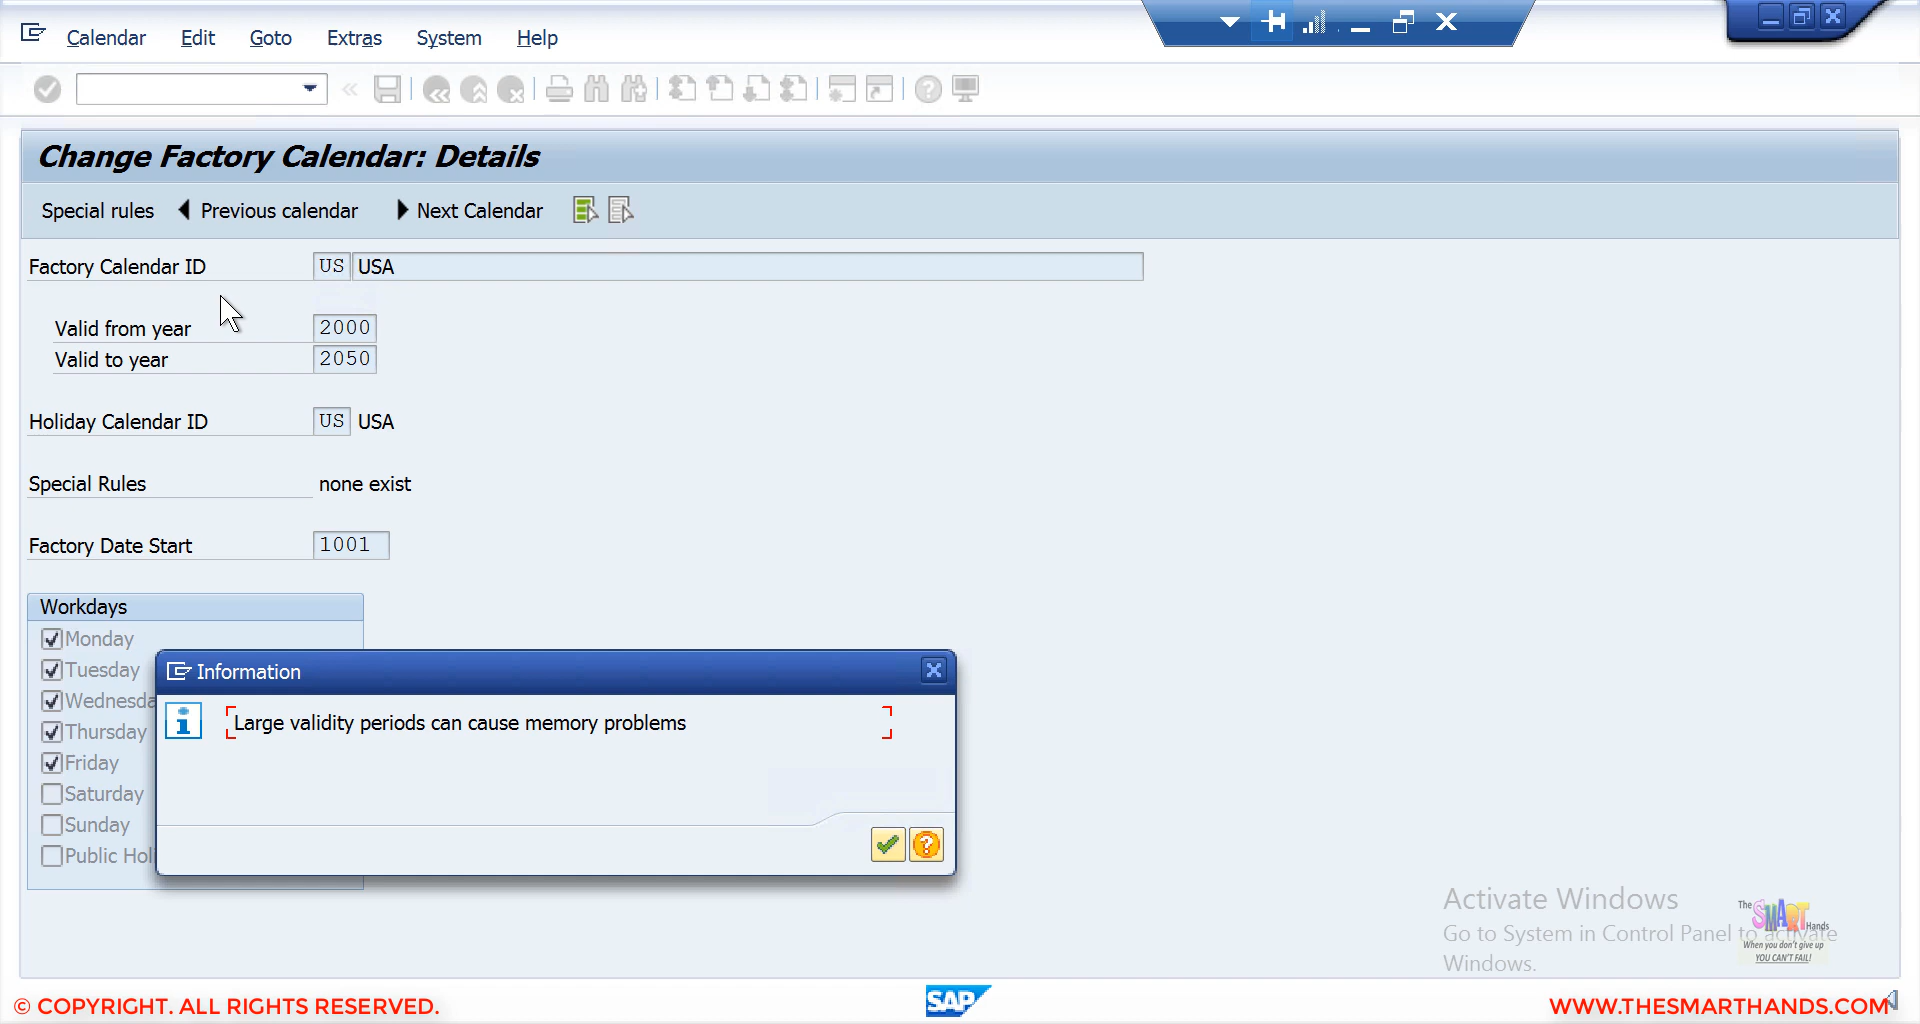 Calendar Edit Goto Extras System Help
Change Factory Calendar: Details
Special rules Previous calendar Next Calendar
Factory Calendar ID US USA
Valid from year 2000
Valid to year 2050
Holiday Calendar ID US USA
Special Rules none exist
Factory Date Start 1001
Workdays
Monday
Tuesday
Wednesda
Thursday
Friday
Saturday
Sunday
Public Holi
Information
Large validity periods can cause memory problems
Activate Windows
Go to System in Control Panel to activate
Windows.
The SMART Hands
When you don't give up
YOU CAN'T FAIL!
© COPYRIGHT. ALL RIGHTS RESERVED.
SAP
WWW.THESMARTHANDS.COM